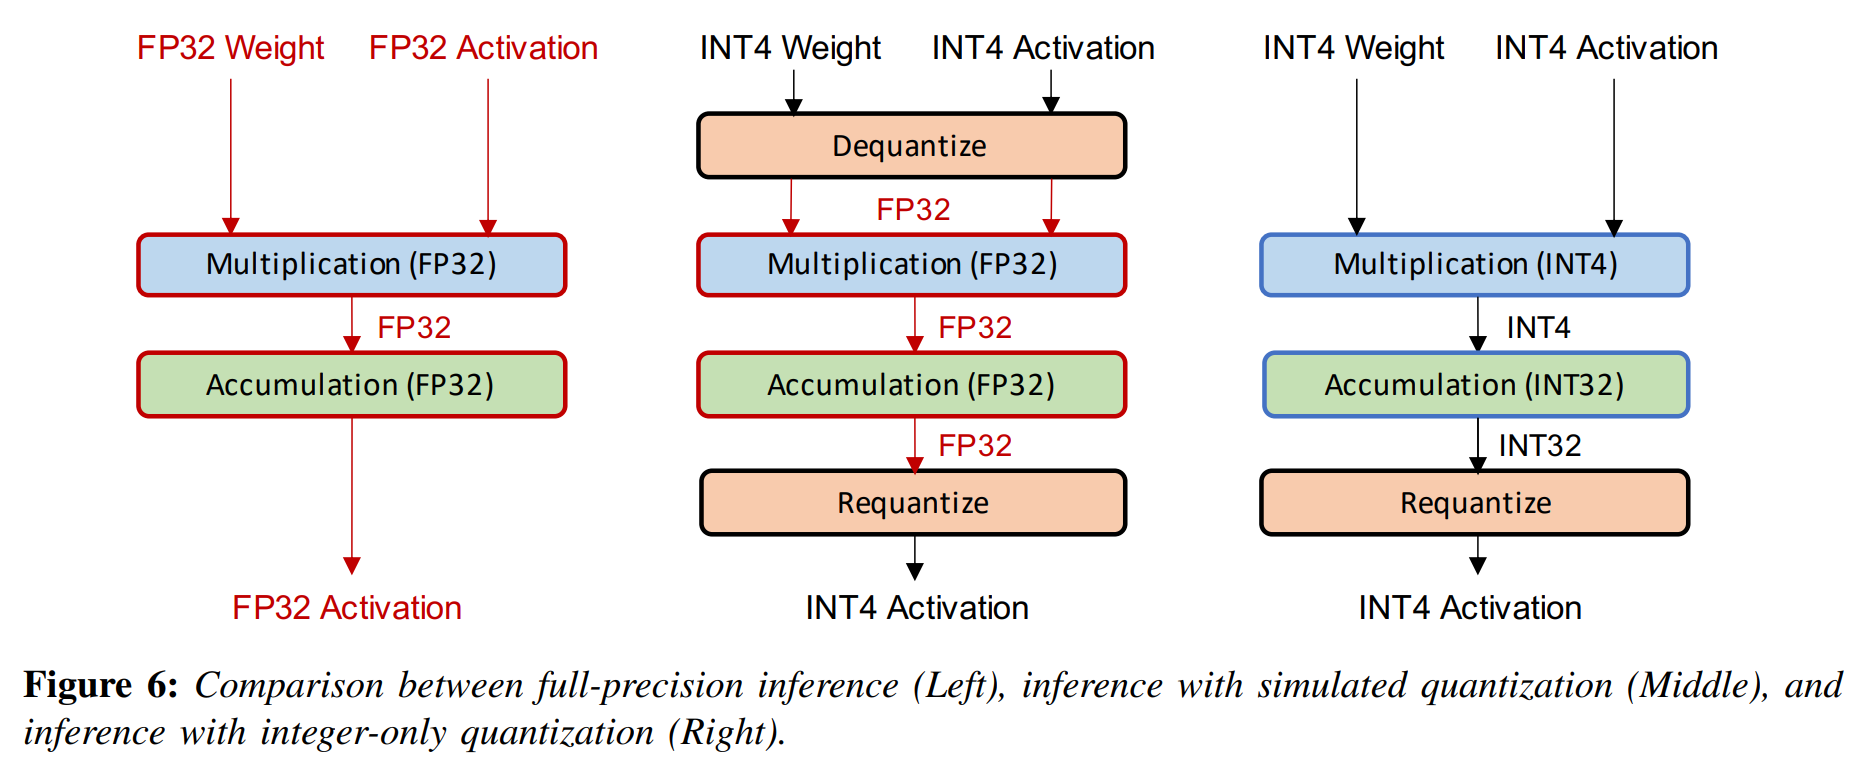 FP32 Weight FP32 Activation
Multiplication (FP32)
FP32
Accumulation (FP32)
FP32 Activation
INT4 Weight INT4 Activation
Dequantize
FP32
Multiplication (FP32)
FP32
Accumulation (FP32)
FP32
Requantize
INT4 Activation
INT4 Weight INT4 Activation
Multiplication (INT4)
INT4
Accumulation (INT32)
INT32
Requantize
INT4 Activation
Figure 6: Comparison between full-precision inference (Left), inference with simulated quantization (Middle), and
inference with integer-only quantization (Right).